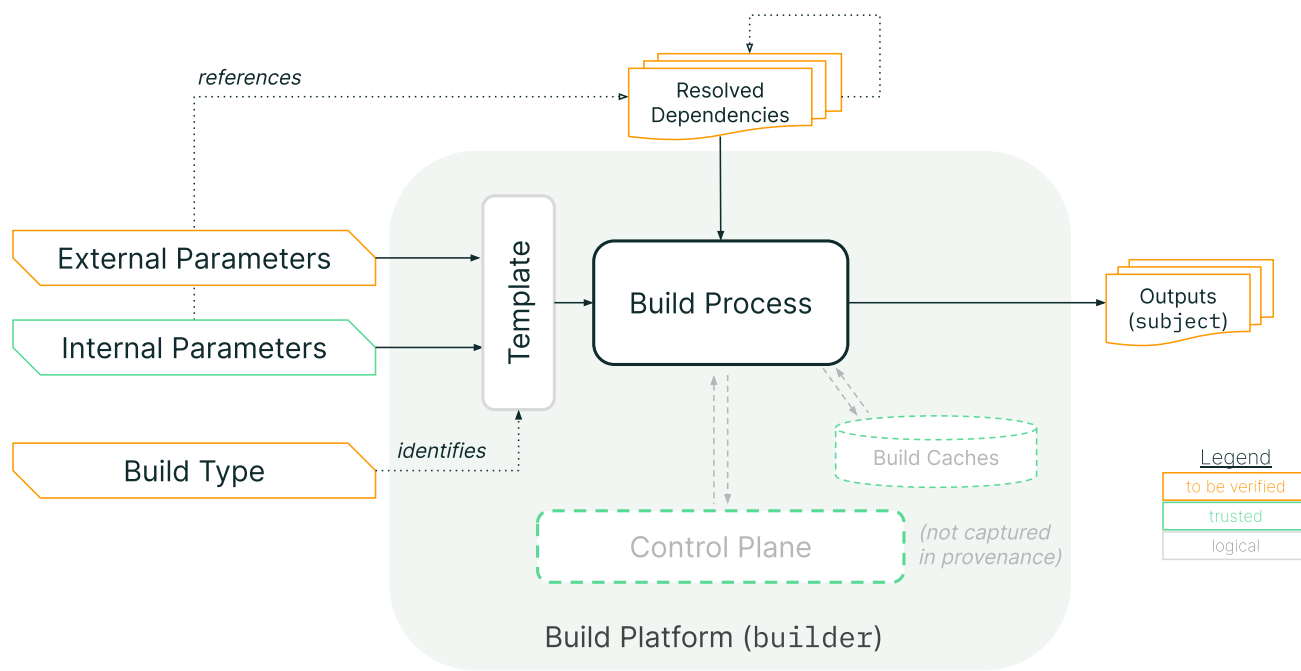 references
Resolved
Dependencies
External Parameters
Template
Build Process
Outputs
(subject)
Internal Parameters
identifies
Build Type
Build Caches
Legend
to be verified
trusted
logical
Control Plane
(not captured
in provenance)
Build Platform (builder)